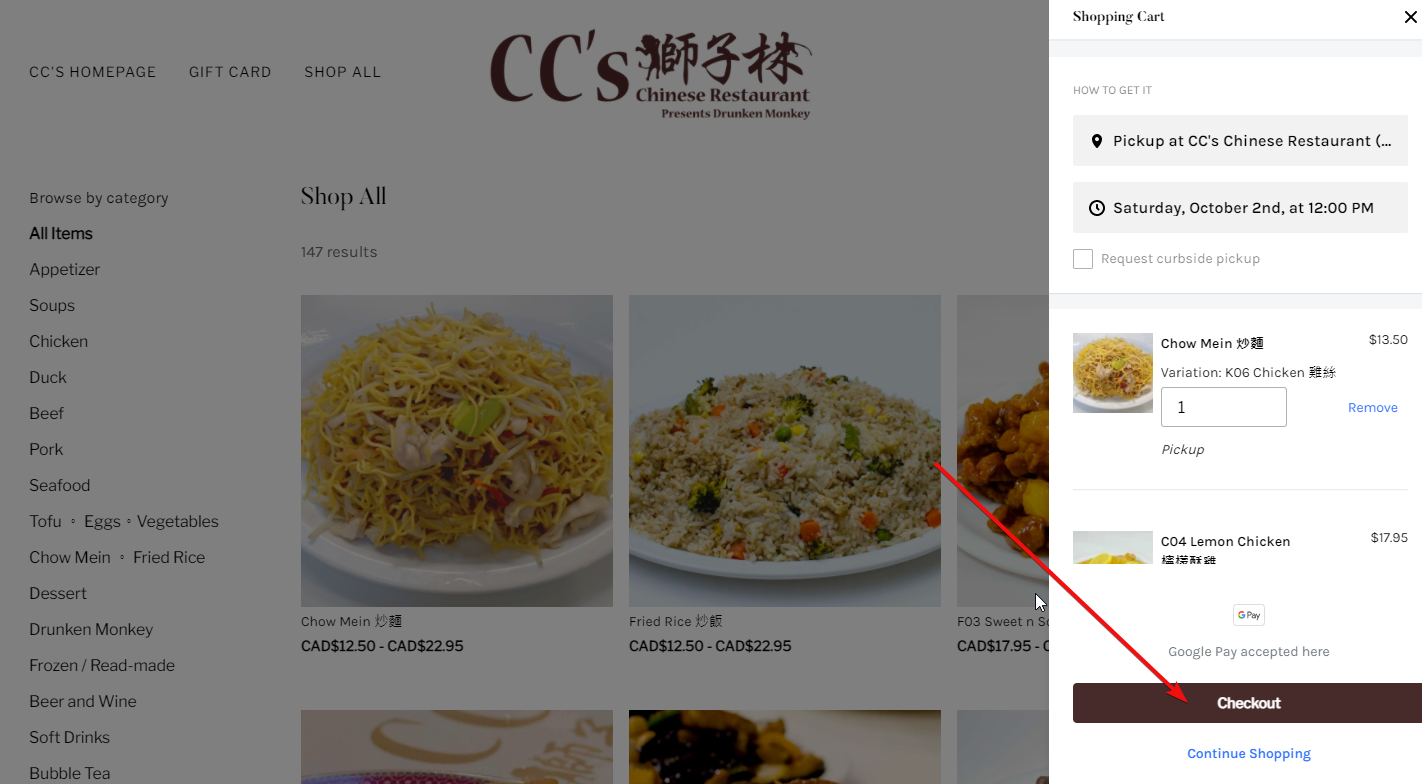 CC'S HOMEPAGE
GIFT CARD
SHOP ALL
CC's 獅子林
Chinese Restaurant
Presents Drunken Monkey
Browse by category
All Items
Appetizer
Soups
Chicken
Duck
Beef
Pork
Seafood
Tofu ◦ Eggs ◦ Vegetables
Chow Mein ◦ Fried Rice
Dessert
Drunken Monkey
Frozen / Read-made
Beer and Wine
Soft Drinks
Bubble Tea
Shop All
147 results
Chow Mein 炒麵
CAD$12.50 - CAD$22.95
Fried Rice 炒飯
CAD$12.50 - CAD$22.95
F03 Sweet n
CAD$17.95 - C
Shopping Cart
HOW TO GET IT
Pickup at CC's Chinese Restaurant (...
Saturday, October 2nd, at 12:00 PM
Request curbside pickup
Chow Mein 炒麵
$13.50
Variation: K06 Chicken 雞絲
1
Remove
Pickup
C04 Lemon Chicken
$17.95
檸檬酥雞
G Pay
Google Pay accepted here
Checkout
Continue Shopping